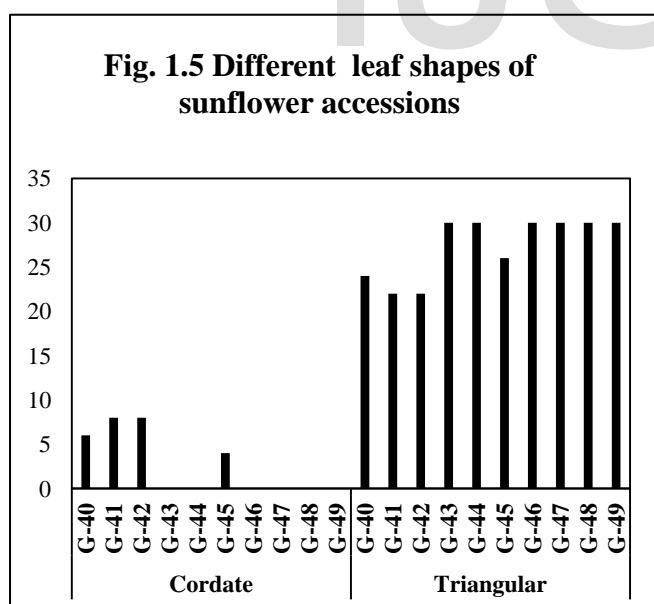 Fig. 1.5 Different leaf shapes of
sunflower accessions
35
30
25
20
15
10
5
0
G-40 G-41 G-42 G-43 G-44 G-45 G-46 G-47 G-48 G-49 G-40 G-41 G-42 G-43 G-44 G-45 G-46 G-47 G-48 G-49
Cordate Triangular